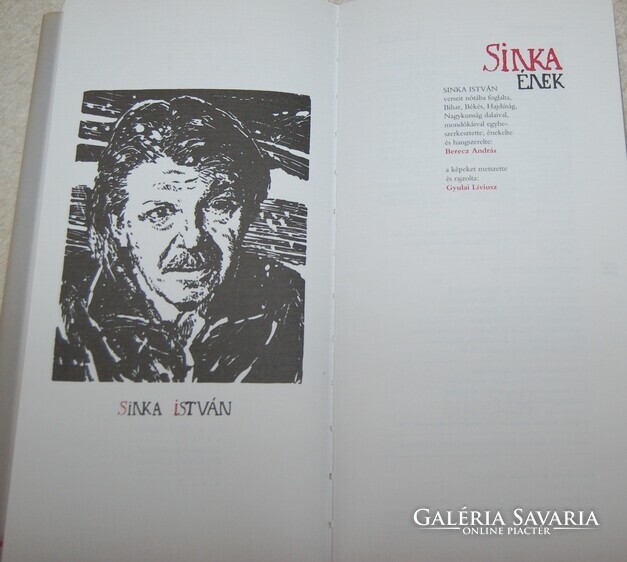 SINKA ISTVÁN
SINKA
ÉNEK
SINKA ISTVÁN
verseit nótába foglalta,
Bihar, Békés, Hajdúság,
Nagykunság dalaival,
mondókáival egybe-
szerkesztette, énekelte
és hangszerelte:
Berecz András
a képeket metszette
és rajzolta:
Gyulai Líviusz
GALÉRIA SAVARIA
ONLINE PIACTÉR